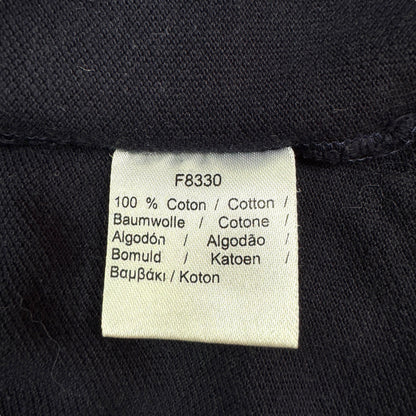 F8330
100 % Coton / Cotton /
Baumwolle / Cotone /
Algodón / Algodão /
Bomuld / Katoen /
Βαμβάκι / Koton